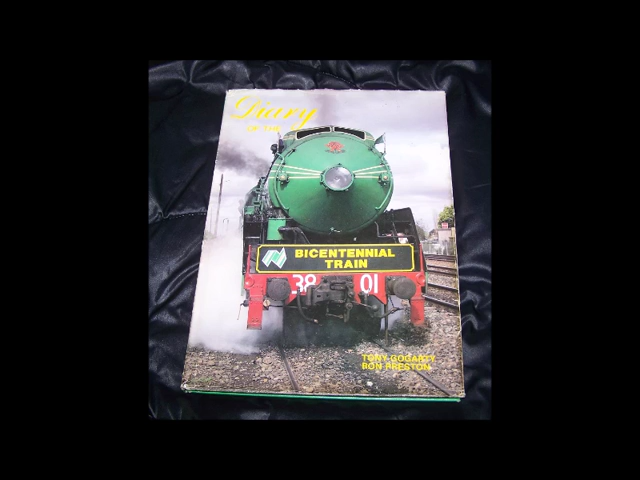 Diary
OF THE
BICENTENNIAL
TRAIN
38 01
TONY GOGARTY
RON PRESTON